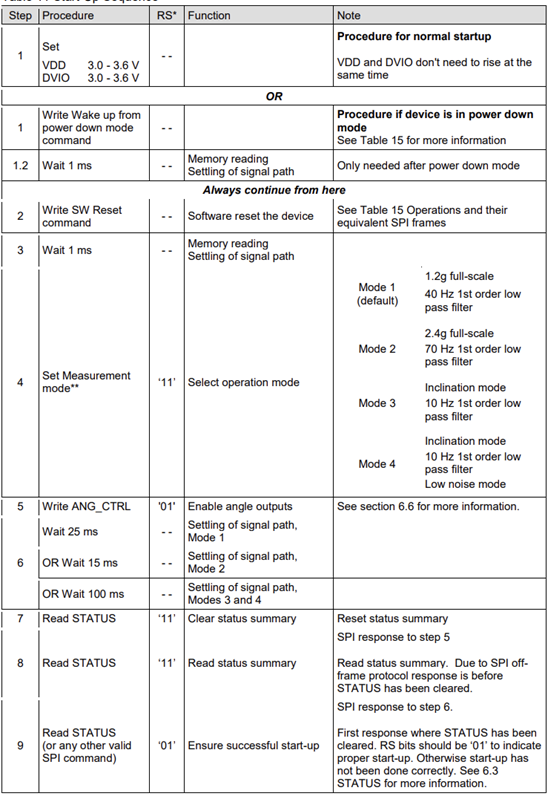 Step Procedure RS* Function Note
1
Set
VDD 3.0 - 3.6 V
DVIO 3.0 - 3.6 V
- -
Procedure for normal startup
VDD and DVIO don't need to rise at the
same time
OR
1
Write Wake up from
power down mode
command
- -
Procedure if device is in power down
mode
See Table 15 for more information
1.2 Wait 1 ms - -
Memory reading
Settling of signal path
Only needed after power down mode
Always continue from here
2
Write SW Reset
command
- - Software reset the device
See Table 15 Operations and their
equivalent SPI frames
3 Wait 1 ms - -
Memory reading
Settling of signal path
4
Set Measurement
mode**
'11' Select operation mode
Mode 1
(default)
1.2g full-scale
40 Hz 1st order low
pass filter
Mode 2
2.4g full-scale
70 Hz 1st order low
pass filter
Mode 3
Inclination mode
10 Hz 1st order low
pass filter
Mode 4
Inclination mode
10 Hz 1st order low
pass filter
Low noise mode
5 Write ANG_CTRL '01' Enable angle outputs See section 6.6 for more information.
6
Wait 25 ms - -
Settling of signal path,
Mode 1
OR Wait 15 ms - -
Settling of signal path,
Mode 2
OR Wait 100 ms - -
Settling of signal path,
Modes 3 and 4
7 Read STATUS '11' Clear status summary Reset status summary
SPI response to step 5
8 Read STATUS '11' Read status summary
Read status summary. Due to SPI off-
frame protocol response is before
STATUS has been cleared.
SPI response to step 6.
9
Read STATUS
(or any other valid
SPI command)
'01' Ensure successful start-up
First response where STATUS has been
cleared. RS bits should be '01' to indicate
proper start-up. Otherwise start-up has
not been done correctly. See 6.3
STATUS for more information.